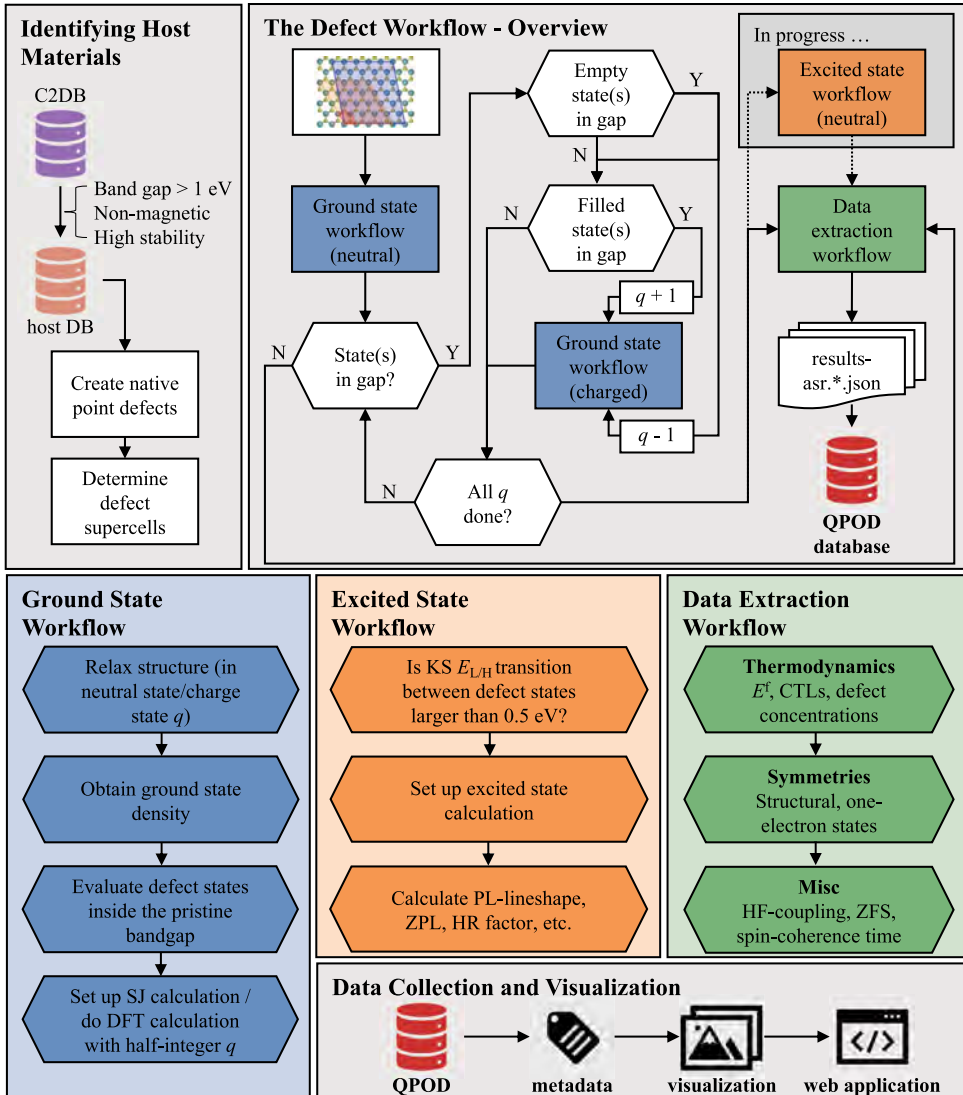 Identifying Host
Materials
C2DB
Band gap > 1 eV
Non-magnetic
High stability
host DB
Create native
point defects
Determine
defect
supercells
The Defect Workflow - Overview
Ground state
workflow
(neutral)
N
State(s)
in gap?
Y
Empty
state(s)
in gap
Y
N
N
Filled
state(s)
in gap
Y
q + 1
Ground state
workflow
(charged)
q - 1
N
All q
done?
In progress ...
Excited state
workflow
(neutral)
Data
extraction
workflow
results-
asr.*.json
QPOD
database
Ground State
Workflow
Relax structure (in
neutral state/charge
state q)
Obtain ground state
density
Evaluate defect states
inside the pristine
bandgap
Set up SJ calculation /
do DFT calculation
with half-integer q
Excited State
Workflow
Is KS E_L/H transition
between defect states
larger than 0.5 eV?
Set up excited state
calculation
Calculate PL-lineshape,
ZPL, HR factor, etc.
Data Extraction
Workflow
Thermodynamics
E^f, CTLs, defect
concentrations
Symmetries
Structural, one-
electron states
Misc
HF-coupling, ZFS,
spin-coherence time
Data Collection and Visualization
QPOD
metadata
visualization
</>
web application